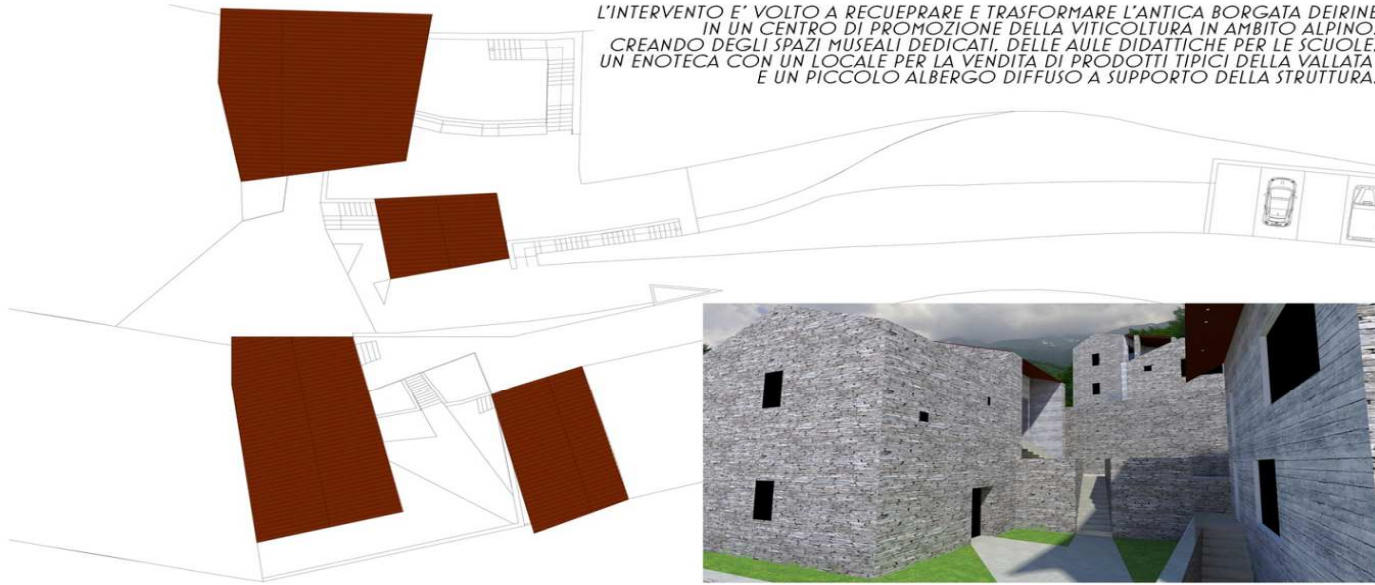 L'INTERVENTO E' VOLTO A RECUEPRARE E TRASFORMARE L'ANTICA BORGATA DEIRINE
IN UN CENTRO DI PROMOZIONE DELLA VITICOLTURA IN AMBITO ALPINO,
CREANDO DEGLI SPAZI MUSEALI DEDICATI, DELLE AULE DIDATTICHE PER LE SCUOLE,
UN ENOTECA CON UN LOCALE PER LA VENDITA DI PRODOTTI TIPICI DELLA VALLATA
E UN PICCOLO ALBERGO DIFFUSO A SUPPORTO DELLA STRUTTURA.